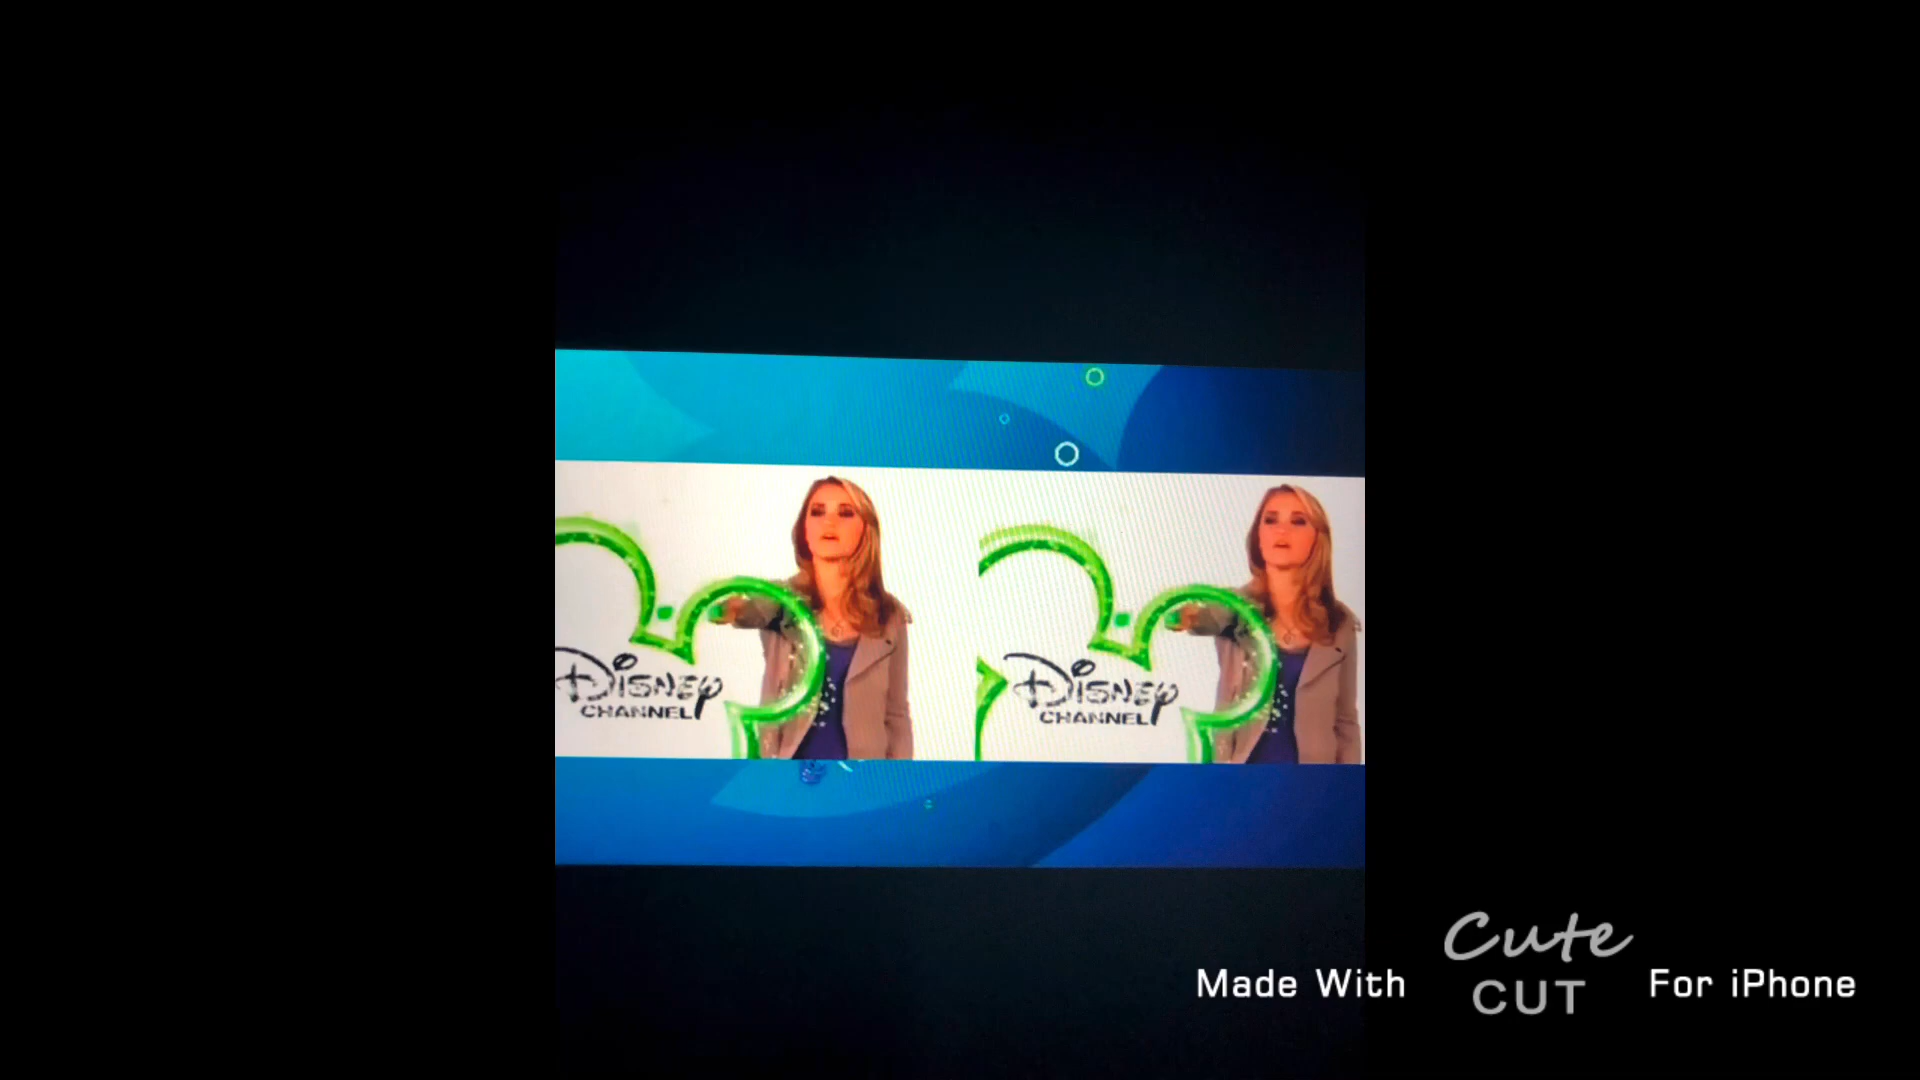 Disney
CHANNEL
Disney
CHANNEL
Made With Cute CUT For iPhone